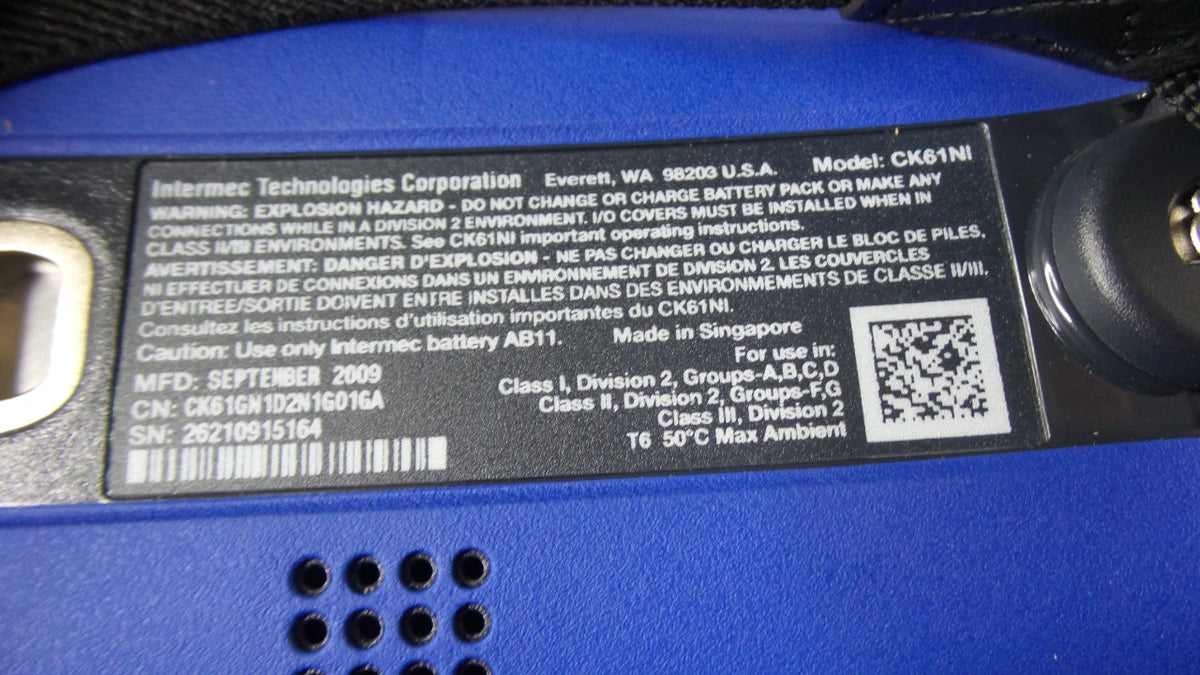 Intermec Technologies Corporation Everett, WA 98203 U.S.A. Model: CK61NI
WARNING: EXPLOSION HAZARD - DO NOT CHANGE OR CHARGE BATTERY PACK OR MAKE ANY
CONNECTIONS WHILE IN A DIVISION 2 ENVIRONMENT. I/O COVERS MUST BE INSTALLED WHEN IN
CLASS II/III ENVIRONMENTS. See CK61NI important operating instructions.
AVERTISSEMENT: DANGER D'EXPLOSION - NE PAS CHANGER OU CHARGER LE BLOC DE PILES,
NI EFFECTUER DE CONNEXIONS DANS UN ENVIRONNEMENT DE DIVISION 2. LES COUVERCLES
D'ENTREE/SORTIE DOIVENT ENTRE INSTALLES DANS DES ENVIRONEMENTS DE CLASSE II/III.
Consultez les instructions d'utilisation importantes du CK61NI.
Caution: Use only Intermec battery AB11. Made in Singapore
MFD: SEPTEMBER 2009
CN: CK61GN1D2N1G01GA
SN: 26210915164
For use in:
Class I, Division 2, Groups-A,B,C,D
Class II, Division 2, Groups-F,G
Class III, Division 2
T6 50°C Max Ambient